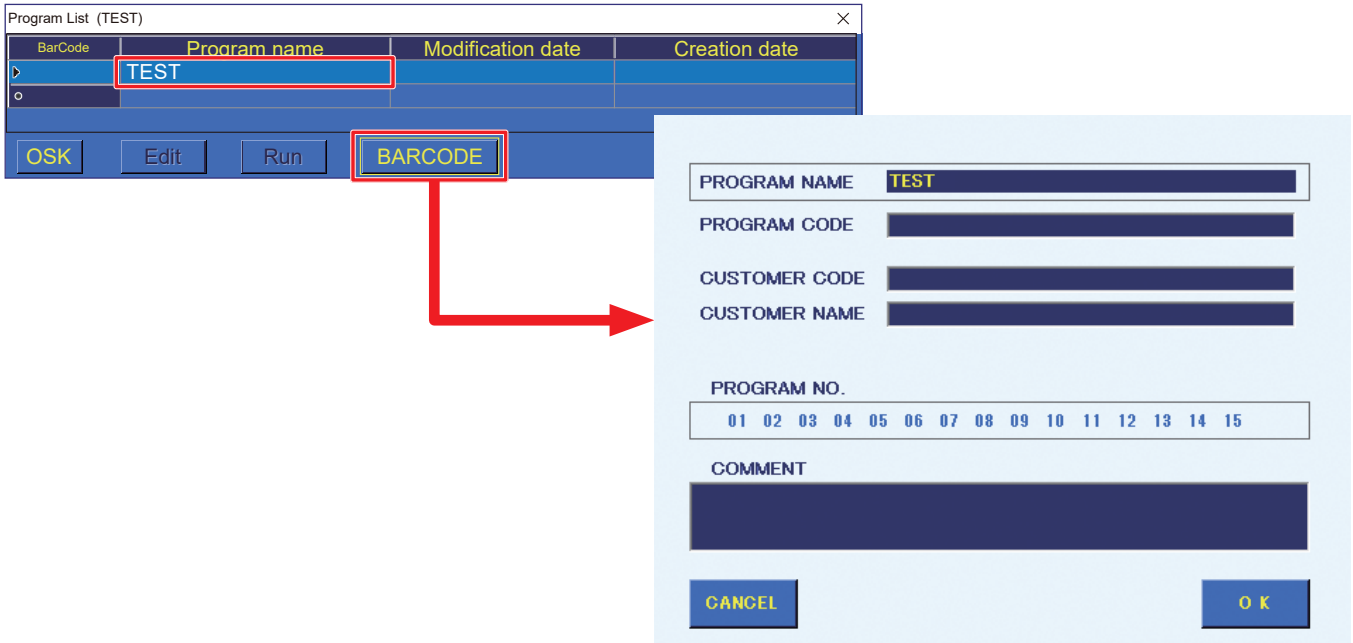 Program List (TEST)
BarCode Program name Modification date Creation date
TEST
OSK Edit Run BARCODE
PROGRAM NAME TEST
PROGRAM CODE
CUSTOMER CODE
CUSTOMER NAME
PROGRAM NO.
01 02 03 04 05 06 07 08 09 10 11 12 13 14 15
COMMENT
CANCEL OK